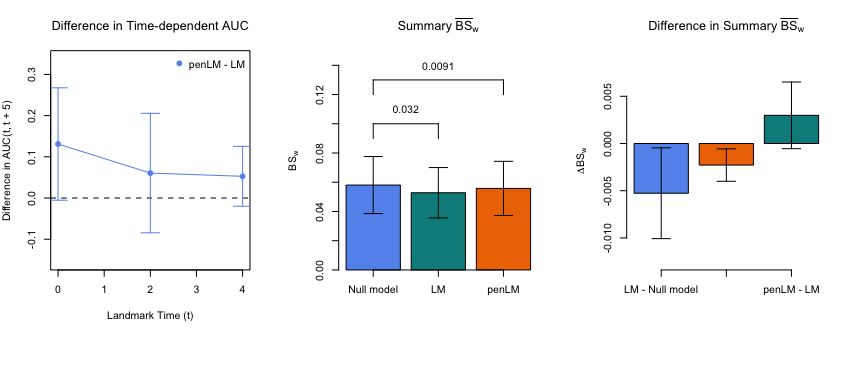 Difference in Time-dependent AUC
Difference in AUC(t, t + 5)
0.3
0.2
0.1
0.0
-0.1
penLM - LM
0 1 2 3 4
Landmark Time (t)
Summary BSw
BSw
0.12
0.08
0.04
0.00
0.0091
0.032
Null model LM penLM
Difference in Summary BSw
ΔBSw
0.005
0.000
-0.005
-0.010
LM - Null model penLM - LM